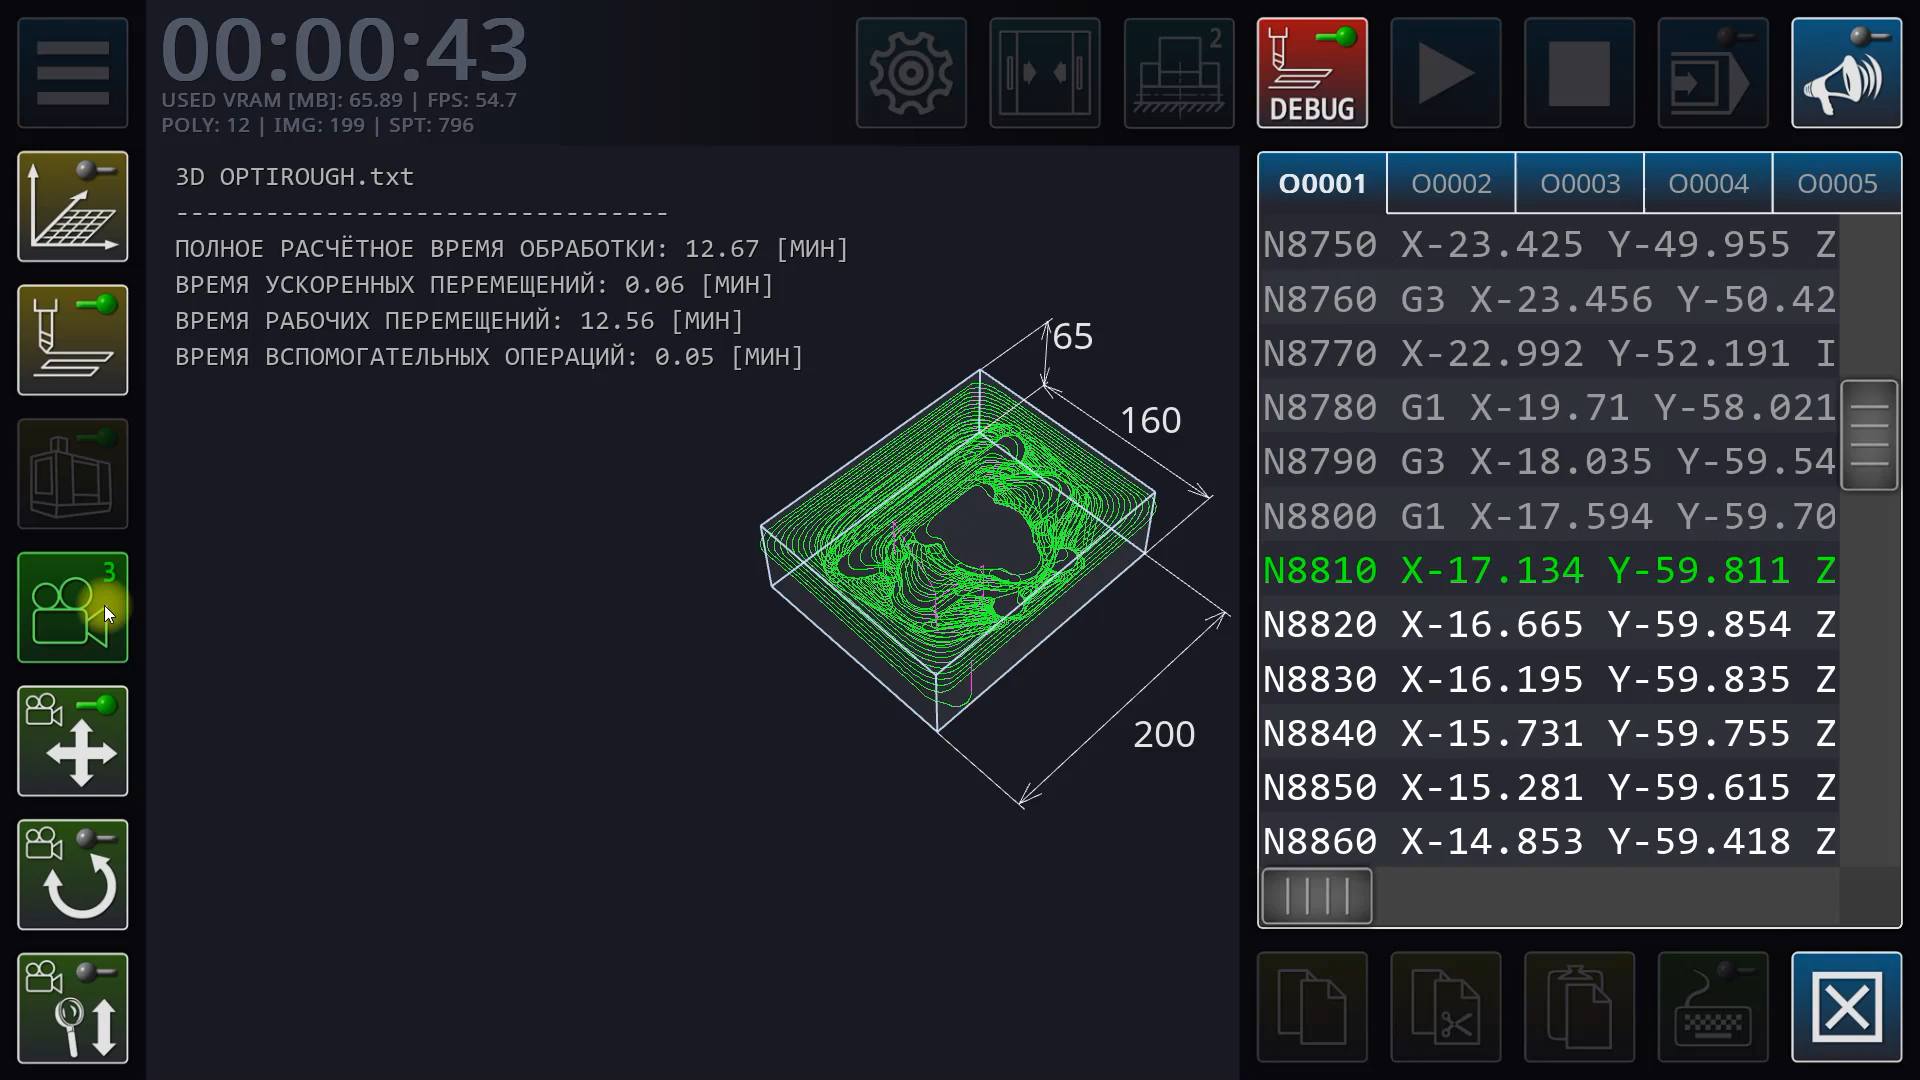 00:00:43
USED VRAM [MB]: 65.89 | FPS: 54.7
POLY: 12 | IMG: 199 | SPT: 796
2
DEBUG
3D OPTIROUGH.txt
---------------------------------
ПОЛНОЕ РАСЧЁТНОЕ ВРЕМЯ ОБРАБОТКИ: 12.67 [МИН]
ВРЕМЯ УСКОРЕННЫХ ПЕРЕМЕЩЕНИЙ: 0.06 [МИН]
ВРЕМЯ РАБОЧИХ ПЕРЕМЕЩЕНИЙ: 12.56 [МИН]
ВРЕМЯ ВСПОМОГАТЕЛЬНЫХ ОПЕРАЦИЙ: 0.05 [МИН]
65
160
200
3
O0001 O0002 O0003 O0004 O0005
N8750 X-23.425 Y-49.955 Z
N8760 G3 X-23.456 Y-50.42
N8770 X-22.992 Y-52.191 I
N8780 G1 X-19.71 Y-58.021
N8790 G3 X-18.035 Y-59.54
N8800 G1 X-17.594 Y-59.70
N8810 X-17.134 Y-59.811 Z
N8820 X-16.665 Y-59.854 Z
N8830 X-16.195 Y-59.835 Z
N8840 X-15.731 Y-59.755 Z
N8850 X-15.281 Y-59.615 Z
N8860 X-14.853 Y-59.418 Z